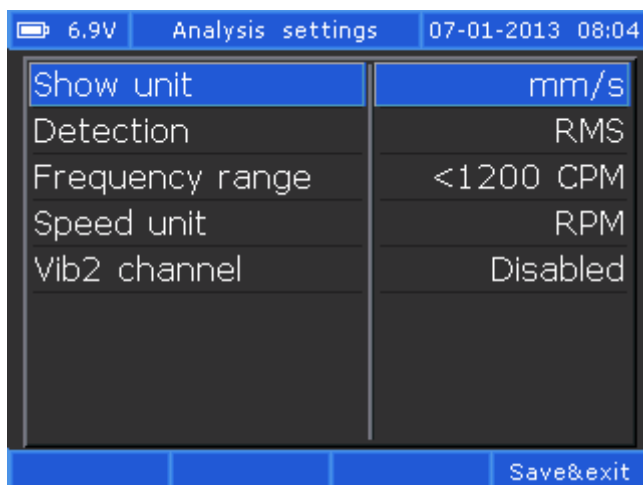 6.9V Analysis settings 07-01-2013 08:04
Show unit mm/s
Detection RMS
Frequency range <1200 CPM
Speed unit RPM
Vib2 channel Disabled
Save&exit